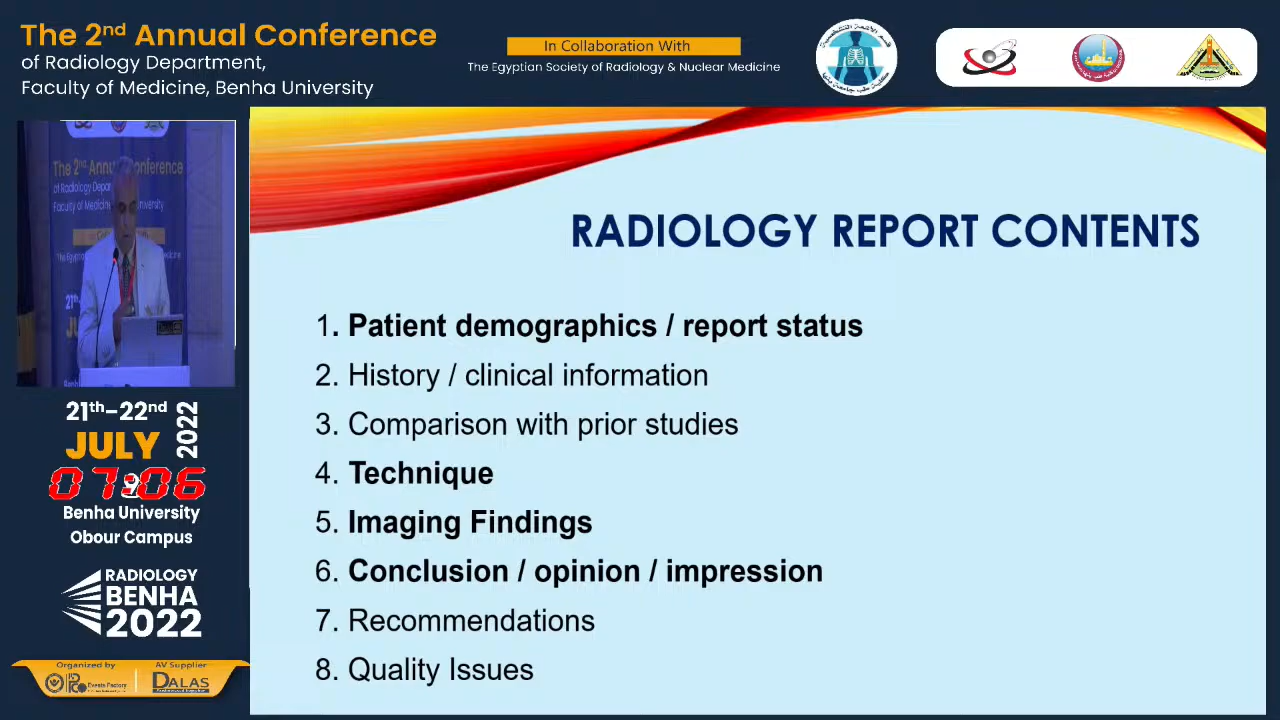 The 2nd Annual Conference
of Radiology Department,
Faculty of Medicine, Benha University
In Collaboration With
The Egyptian Society of Radiology & Nuclear Medicine
RADIOLOGY REPORT CONTENTS
1. Patient demographics / report status
2. History / clinical information
3. Comparison with prior studies
4. Technique
5. Imaging Findings
6. Conclusion / opinion / impression
7. Recommendations
8. Quality Issues
21th-22nd
JULY
2022
Benha University
Obour Campus
RADIOLOGY
BENHA
2022
Organized by
Events Factory
AV Supplier
DALAS